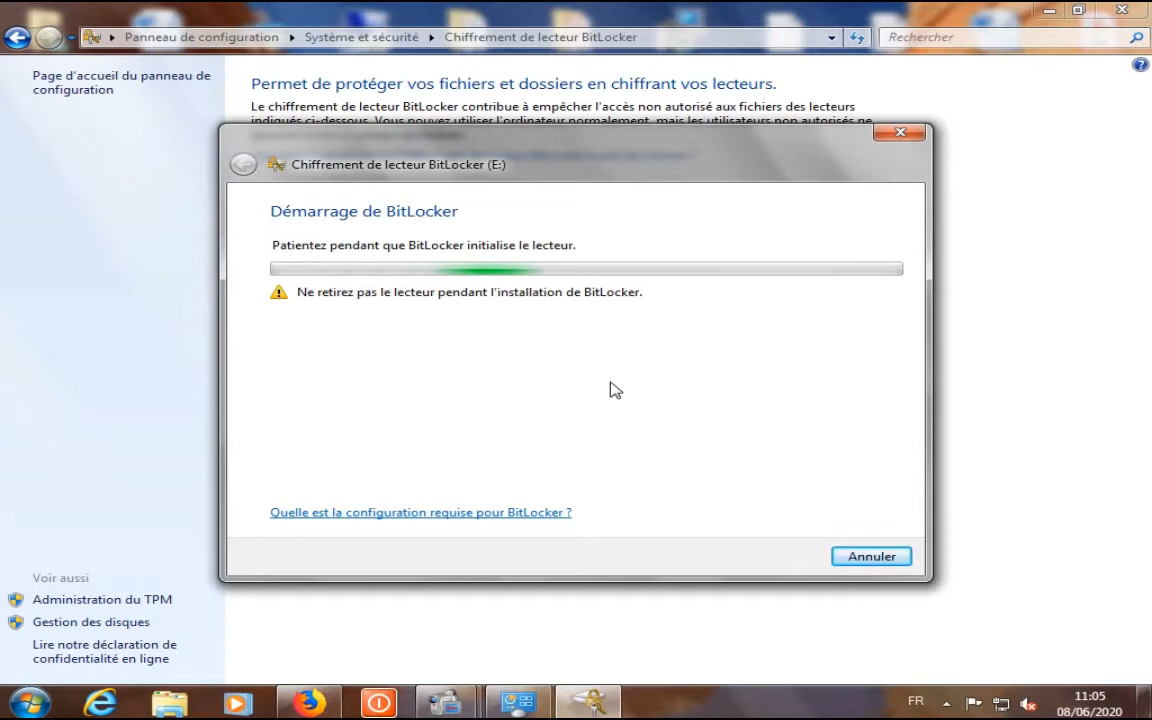 Panneau de configuration
Système et sécurité
Chiffrement de lecteur BitLocker
Rechercher
Page d'accueil du panneau de
configuration
Permet de protéger vos fichiers et dossiers en chiffrant vos lecteurs.
Le chiffrement de lecteur BitLocker contribue à empêcher l'accès non autorisé aux fichiers des lecteurs
indiqués ci-dessous. Vous pouvez utiliser l'ordinateur normalement, mais les utilisateurs non autorisés ne
Chiffrement de lecteur BitLocker (E:)
Démarrage de BitLocker
Patientez pendant que BitLocker initialise le lecteur.
Ne retirez pas le lecteur pendant l'installation de BitLocker.
Quelle est la configuration requise pour BitLocker ?
Annuler
Voir aussi
Administration du TPM
Gestion des disques
Lire notre déclaration de
confidentialité en ligne
FR
11:05
08/06/2020